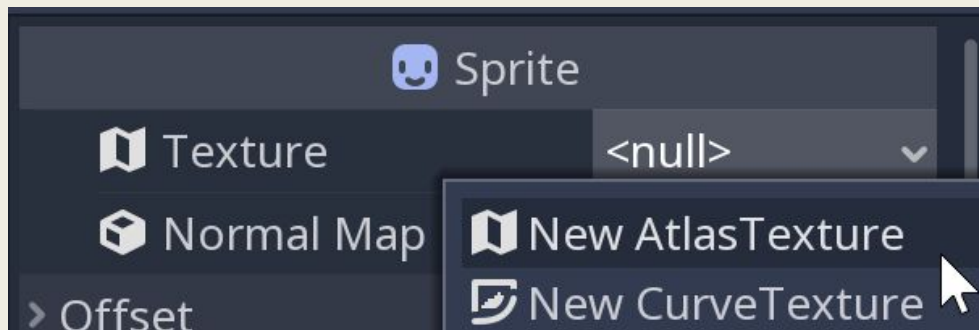 Sprite
Texture <null>
Normal Map New AtlasTexture
Offset New CurveTexture